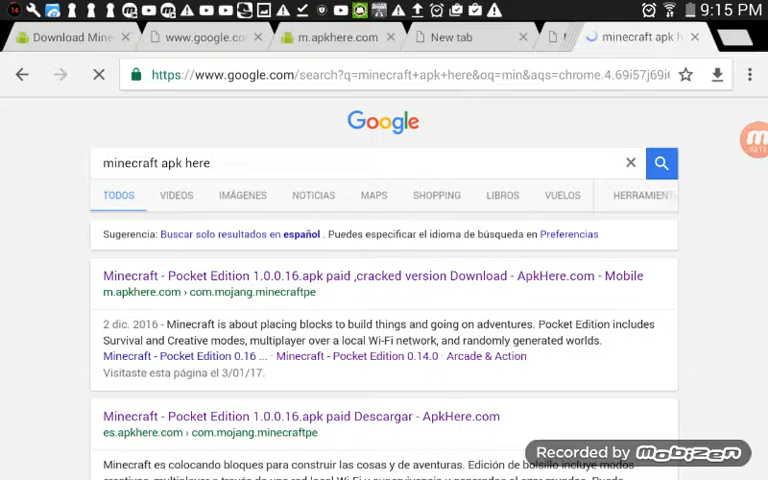 14 9:15 PM
Download Mine www.google.co m.apkhere.com New tab minecraft apk h
https://www.google.com/search?q=minecraft+apk+here&oq=min&aqs=chrome.4.69i57j69i
Google
minecraft apk here
TODOS VIDEOS IMÁGENES NOTICIAS MAPS SHOPPING LIBROS VUELOS HERRAMIENT
Sugerencia: Buscar solo resultados en español . Puedes especificar el idioma de búsqueda en Preferencias
Minecraft - Pocket Edition 1.0.0.16.apk paid ,cracked version Download - ApkHere.com - Mobile
m.apkhere.com › com.mojang.minecraftpe
2 dic. 2016 - Minecraft is about placing blocks to build things and going on adventures. Pocket Edition includes
Survival and Creative modes, multiplayer over a local Wi-Fi network, and randomly generated worlds.
Minecraft - Pocket Edition 0.16 ... · Minecraft - Pocket Edition 0.14.0 · Arcade & Action
Visitaste esta página el 3/01/17.
Minecraft - Pocket Edition 1.0.0.16.apk paid Descargar - ApkHere.com
es.apkhere.com › com.mojang.minecraftpe
Minecraft es colocando bloques para construir las cosas y de aventuras. Edición de bolsillo incluye modos
Recorded by Mobizen